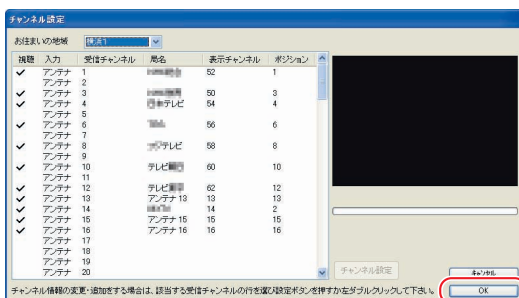 チャンネル設定
お住まいの地域 横浜1
視聴 入力 受信チャンネル 局名 表示チャンネル ポジション
アンテナ 1 52 1
アンテナ 2
アンテナ 3 50 3
アンテナ 4 テレビ 54 4
アンテナ 5
アンテナ 6 56 6
アンテナ 7
アンテナ 8 テレビ 58 8
アンテナ 9
アンテナ 10 テレビ 60 10
アンテナ 11
アンテナ 12 テレビ 62 12
アンテナ 13 アンテナ 13 13 13
アンテナ 14 14 2
アンテナ 15 アンテナ 15 15 15
アンテナ 16 アンテナ 16 16 16
アンテナ 17
アンテナ 18
アンテナ 19
アンテナ 20
チャンネル設定
キャンセル
チャンネル情報の変更・追加をする場合は、該当する受信チャンネルの行を選び設定ボタンを押すか左ダブルクリックして下さい。
OK